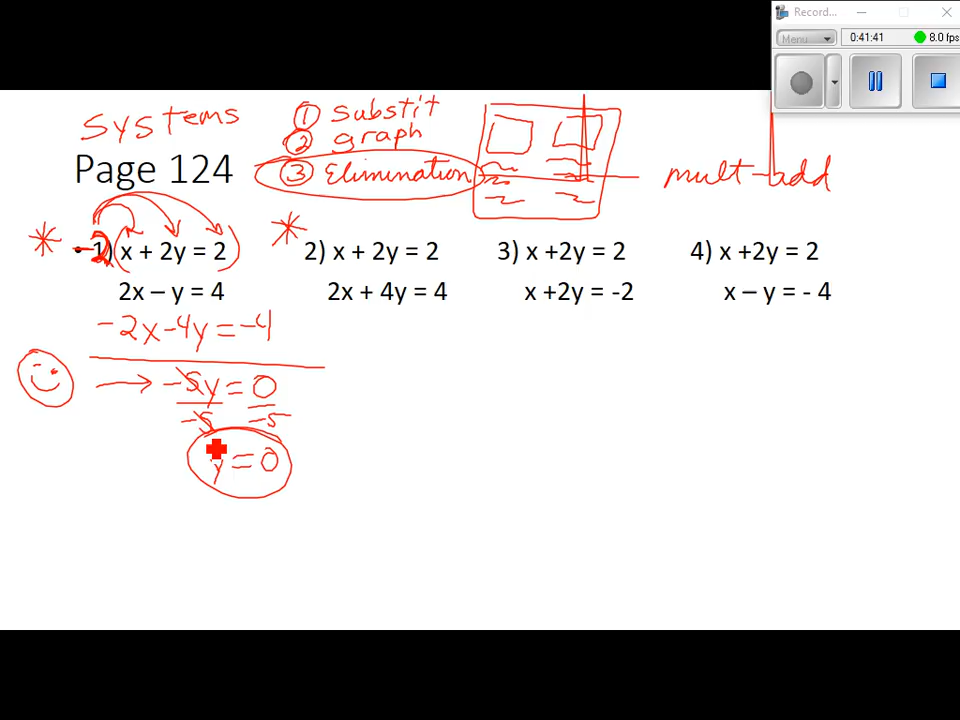 Record...
Menu
0:41:41
8.0 fps
Systems
① substit
② graph
③ Elimination
Page 124
mult-add
* -2 1) (x + 2y = 2)
2x – y = 4
-2x-4y=-4
→ -5y = 0
-5 -5
y = 0
* 2) x + 2y = 2
2x + 4y = 4
3) x +2y = 2
x +2y = -2
4) x +2y = 2
x – y = - 4